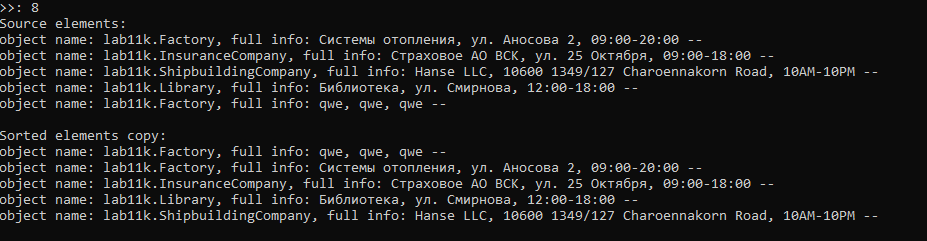 >>: 8
Source elements:
object name: lab11k.Factory, full info: Системы отопления, ул. Аносова 2, 09:00-20:00 --
object name: lab11k.InsuranceCompany, full info: Страховое АО ВСК, ул. 25 Октября, 09:00-18:00 --
object name: lab11k.ShipbuildingCompany, full info: Hanse LLC, 10600 1349/127 Charoennakorn Road, 10AM-10PM --
object name: lab11k.Library, full info: Библиотека, ул. Смирнова, 12:00-18:00 --
object name: lab11k.Factory, full info: qwe, qwe, qwe --
Sorted elements copy:
object name: lab11k.Factory, full info: qwe, qwe, qwe --
object name: lab11k.Factory, full info: Системы отопления, ул. Аносова 2, 09:00-20:00 --
object name: lab11k.InsuranceCompany, full info: Страховое АО ВСК, ул. 25 Октября, 09:00-18:00 --
object name: lab11k.Library, full info: Библиотека, ул. Смирнова, 12:00-18:00 --
object name: lab11k.ShipbuildingCompany, full info: Hanse LLC, 10600 1349/127 Charoennakorn Road, 10AM-10PM --